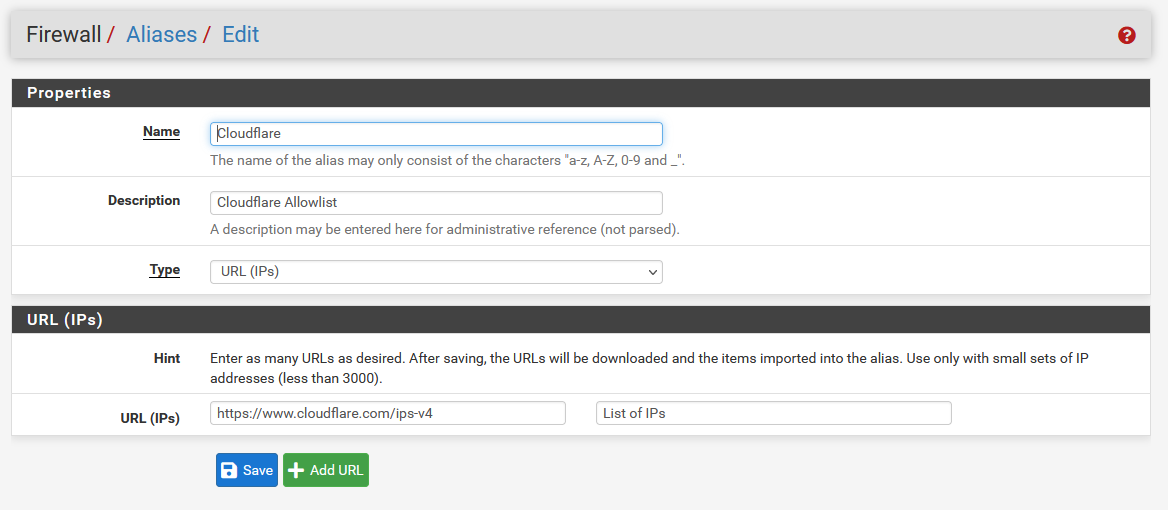 Firewall / Aliases / Edit
Properties
Name
Cloudflare
The name of the alias may only consist of the characters "a-z, A-Z, 0-9 and _".
Description
Cloudflare Allowlist
A description may be entered here for administrative reference (not parsed).
Type
URL (IPs)
URL (IPs)
Hint
Enter as many URLs as desired. After saving, the URLs will be downloaded and the items imported into the alias. Use only with small sets of IP
addresses (less than 3000).
URL (IPs)
https://www.cloudflare.com/ips-v4
List of IPs
Save
Add URL